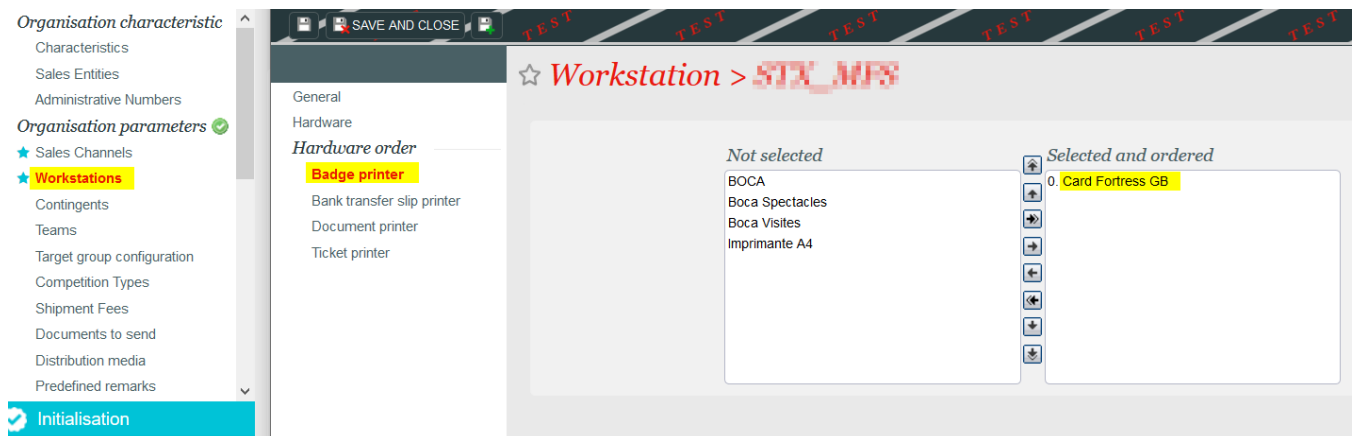 Organisation characteristic
Characteristics
Sales Entities
Administrative Numbers
Organisation parameters
Sales Channels
Workstations
Contingents
Teams
Target group configuration
Competition Types
Shipment Fees
Documents to send
Distribution media
Predefined remarks
Initialisation
SAVE AND CLOSE
TEST TEST TEST TEST TEST TEST
General
Hardware
Hardware order
Badge printer
Bank transfer slip printer
Document printer
Ticket printer
Workstation >
Not selected
BOCA
Boca Spectacles
Boca Visites
Imprimante A4
Selected and ordered
0. Card Fortress GB